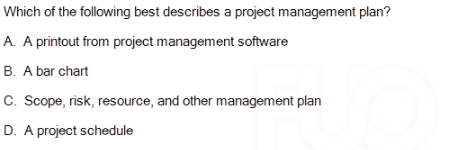 Which of the following best describes a project management plan?
A. A printout from project management software
B. A bar chart
C. Scope, risk, resource, and other management plan
D. A project schedule
FUO